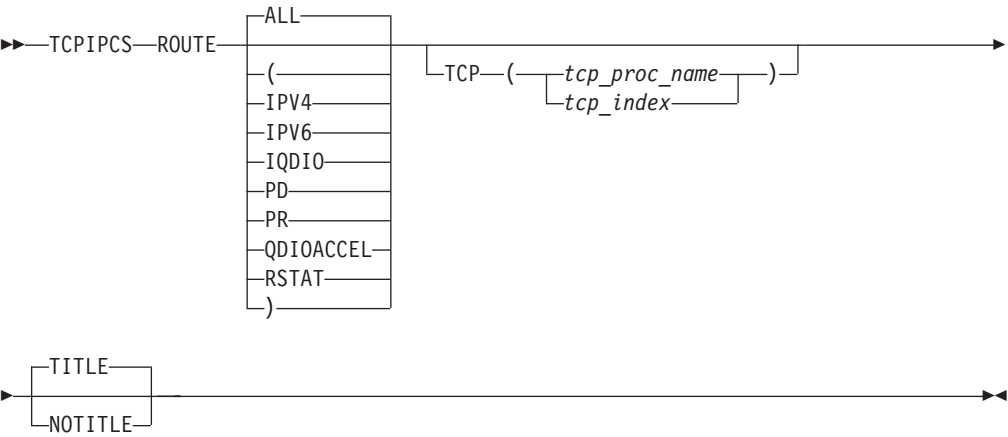 ALL
TCPIPCS ROUTE
(
TCP ( tcp_proc_name )
IPV4
tcp_index
IPV6
IQDIO
PD
PR
QDIOACCEL
RSTAT
)
TITLE
NOTITLE